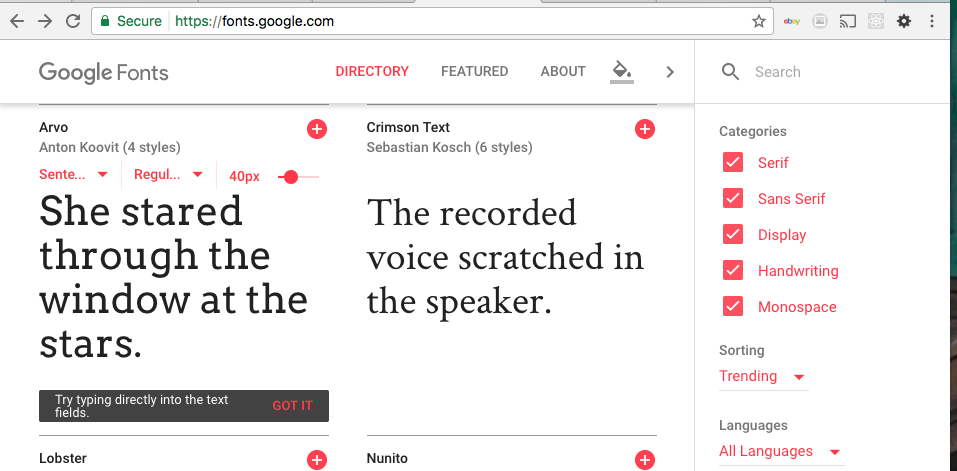 Secure https://fonts.google.com
ebay
Google Fonts
DIRECTORY FEATURED ABOUT
Search
Arvo
Anton Koovit (4 styles)
Sente... Regul... 40px
She stared
through the
window at the
stars.
Try typing directly into the text
fields.
GOT IT
Crimson Text
Sebastian Kosch (6 styles)
The recorded
voice scratched in
the speaker.
Lobster
Nunito
Categories
Serif
Sans Serif
Display
Handwriting
Monospace
Sorting
Trending
Languages
All Languages